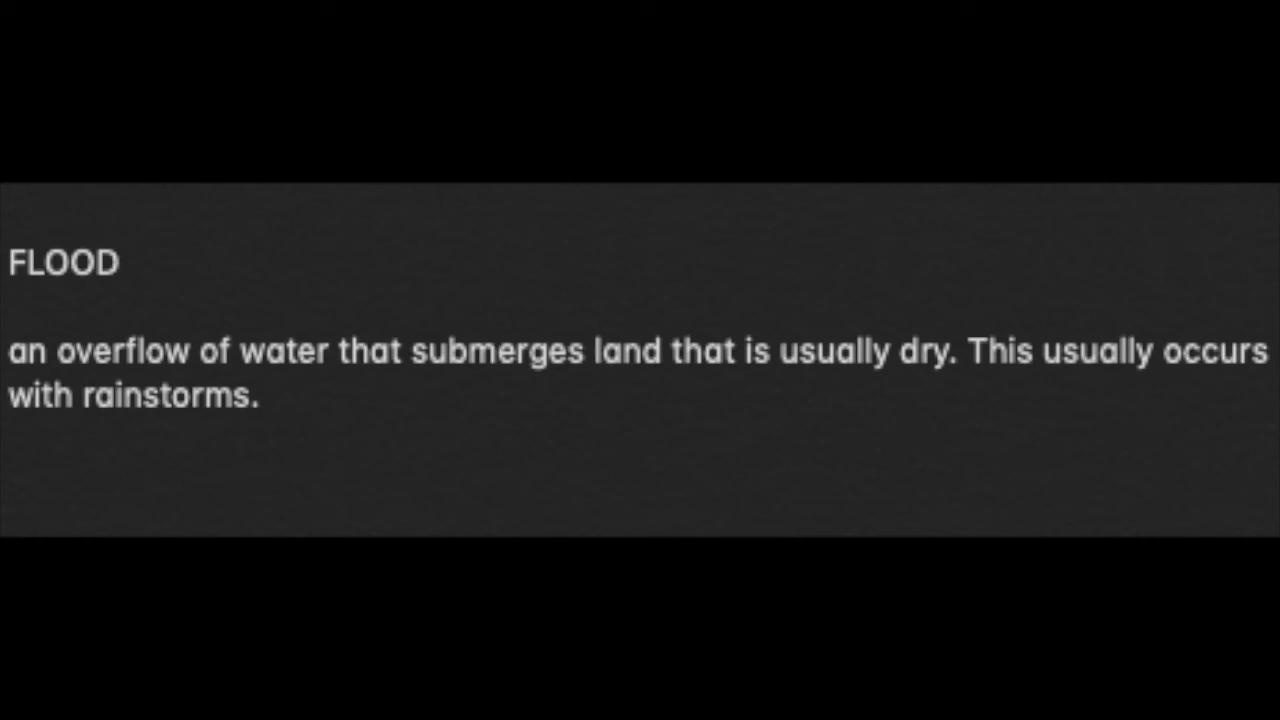 FLOOD
an overflow of water that submerges land that is usually dry. This usually occurs
with rainstorms.